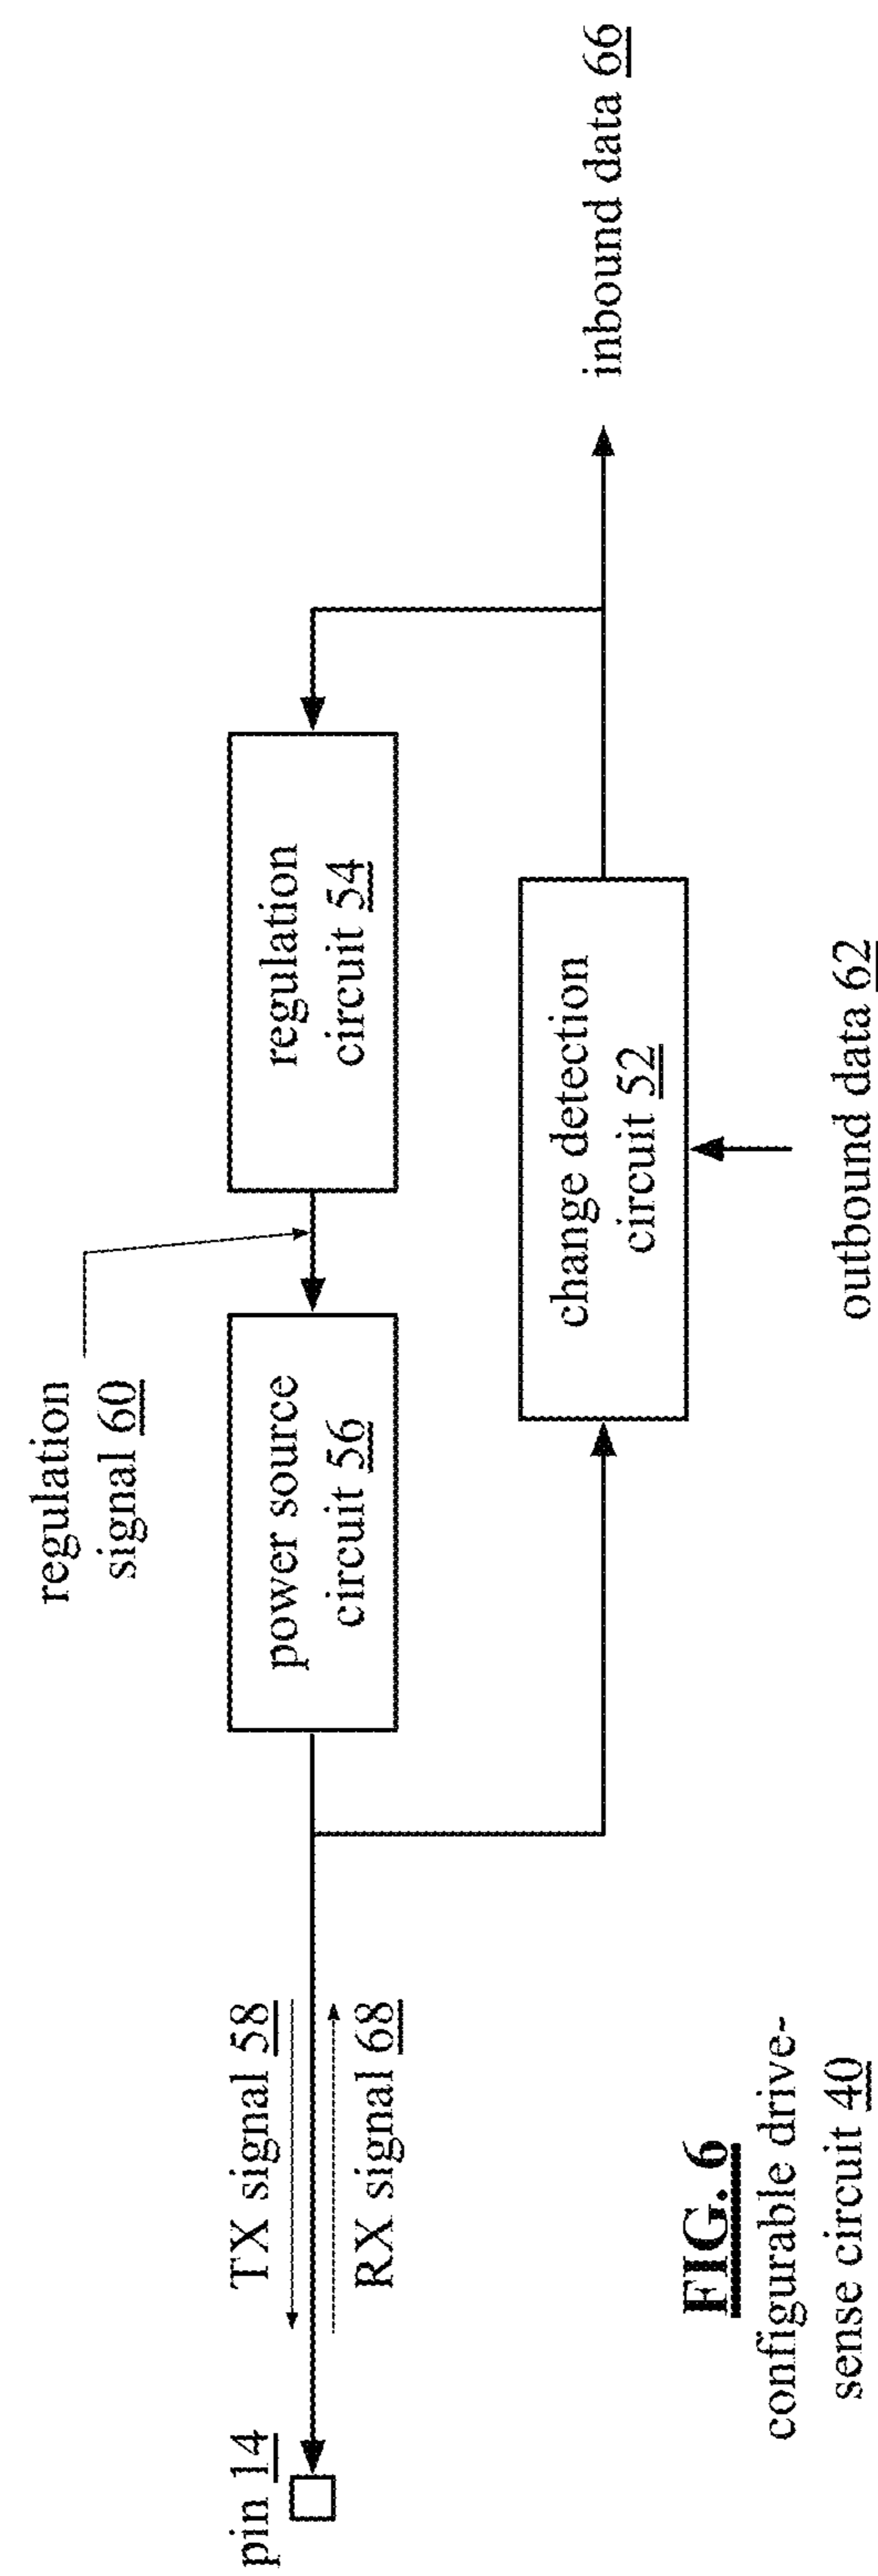 regulation
signal 60
pin 14
TX signal 58
RX signal 68
power source
circuit 56
regulation
circuit 54
change detection
circuit 52
inbound data 66
outbound data 62
FIG. 6
configurable drive-
sense circuit 40